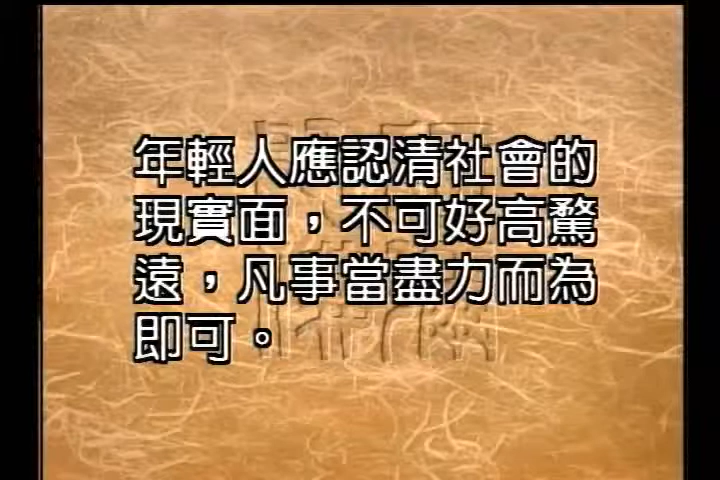 年輕人應認清社會的
現實面，不可好高騖
遠，凡事當盡力而為
即可。